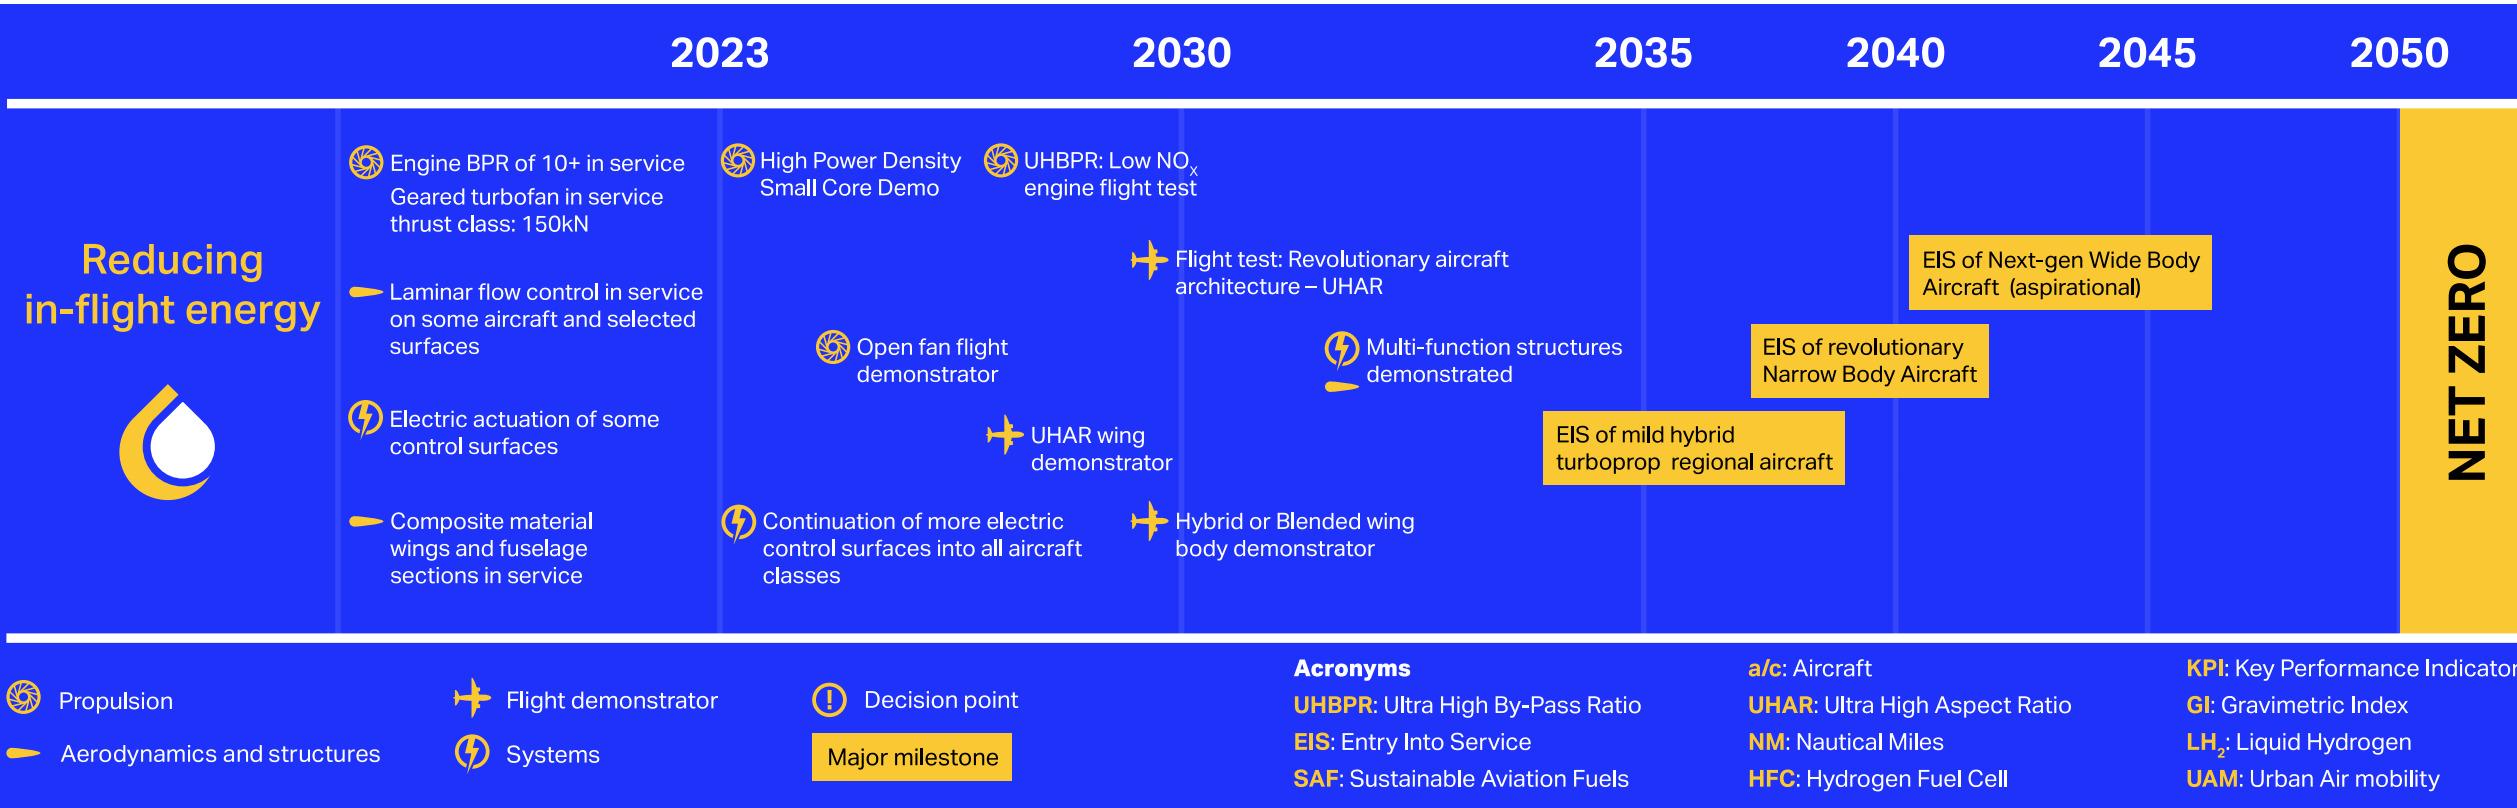 2023
2030
2035
2040
2045
2050
Reducing
in-flight energy
Engine BPR of 10+ in service
Geared turbofan in service
thrust class: 150kN
Laminar flow control in service
on some aircraft and selected
surfaces
Electric actuation of some
control surfaces
Composite material
wings and fuselage
sections in service
High Power Density
Small Core Demo
UHBPR: Low NOx
engine flight test
Flight test: Revolutionary aircraft
architecture – UHAR
Open fan flight
demonstrator
Multi-function structures
demonstrated
UHAR wing
demonstrator
Continuation of more electric
control surfaces into all aircraft
classes
Hybrid or Blended wing
body demonstrator
EIS of Next-gen Wide Body
Aircraft (aspirational)
EIS of revolutionary
Narrow Body Aircraft
EIS of mild hybrid
turboprop regional aircraft
NET ZERO
Propulsion
Aerodynamics and structures
Flight demonstrator
Systems
Decision point
Major milestone
Acronyms
UHBPR: Ultra High By-Pass Ratio
EIS: Entry Into Service
SAF: Sustainable Aviation Fuels
a/c: Aircraft
UHAR: Ultra High Aspect Ratio
NM: Nautical Miles
HFC: Hydrogen Fuel Cell
KPI: Key Performance Indicator
GI: Gravimetric Index
LH2: Liquid Hydrogen
UAM: Urban Air mobility